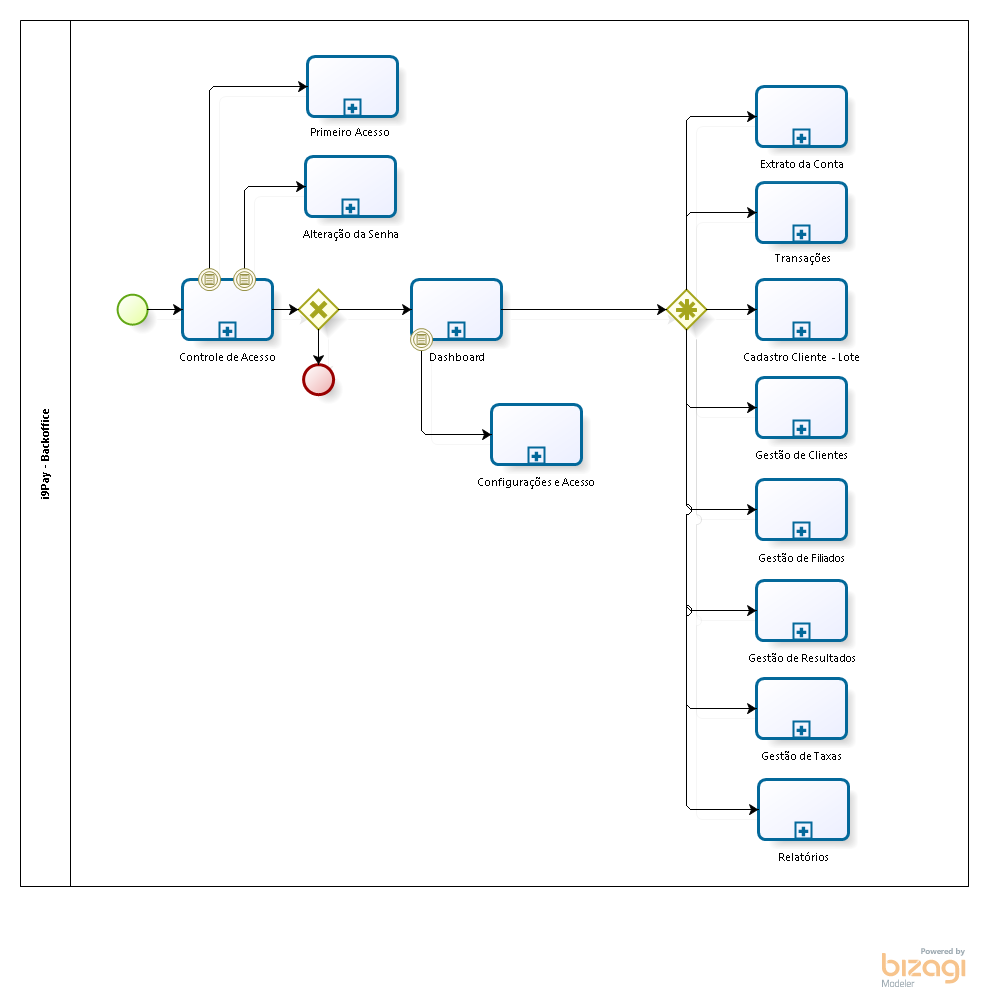 i9Pay - Backoffice
Primeiro Acesso
Alteração da Senha
Controle de Acesso
Dashboard
Configurações e Acesso
Extrato da Conta
Transações
Cadastro Cliente - Lote
Gestão de Clientes
Gestão de Filiados
Gestão de Resultados
Gestão de Taxas
Relatórios
Powered by
bizagi
Modeler